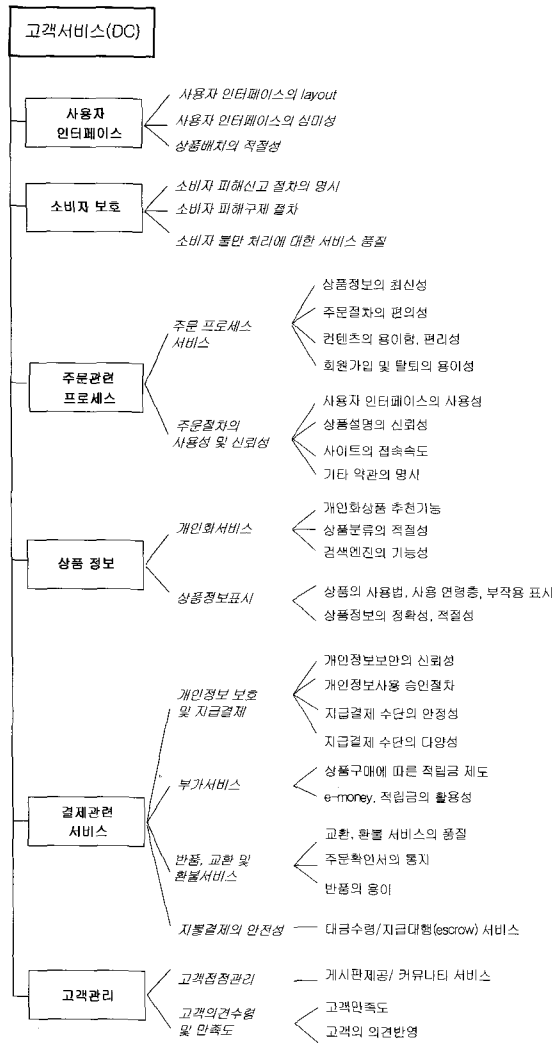 고객서비스(DC)
사용자
인터페이스
사용자 인터페이스의 layout
사용자 인터페이스의 심미성
상품배치의 적절성
소비자 보호
소비자 피해신고 절차의 명시
소비자 피해구제 절차
소비자 불만 처리에 대한 서비스 품질
주문관련
프로세스
주문 프로세스
서비스
상품정보의 최신성
주문절차의 편의성
컨텐츠의 용이함, 편리성
회원가입 및 탈퇴의 용이성
주문절차의
사용성 및 신뢰성
사용자 인터페이스의 사용성
상품설명의 신뢰성
사이트의 접속속도
기타 약관의 명시
상품 정보
개인화서비스
개인화상품 추천기능
상품분류의 적절성
검색엔진의 기능성
상품정보표시
상품의 사용법, 사용 연령층, 부작용 표시
상품정보의 정확성, 적절성
결제관련
서비스
개인정보 보호
및 지급결제
개인정보보안의 신뢰성
개인정보사용 승인절차
지급결제 수단의 안정성
지급결제 수단의 다양성
부가서비스
상품구매에 따른 적립금 제도
e-money, 적립금의 활용성
반품, 교환 및
환불서비스
교환, 환불 서비스의 품질
주문확인서의 통지
반품의 용이
지불결제의 안전성
대금수령/지급대행(escrow) 서비스
고객관리
고객접점관리
게시판제공/ 커뮤니티 서비스
고객의견수렴
및 만족도
고객만족도
고객의 의견반영